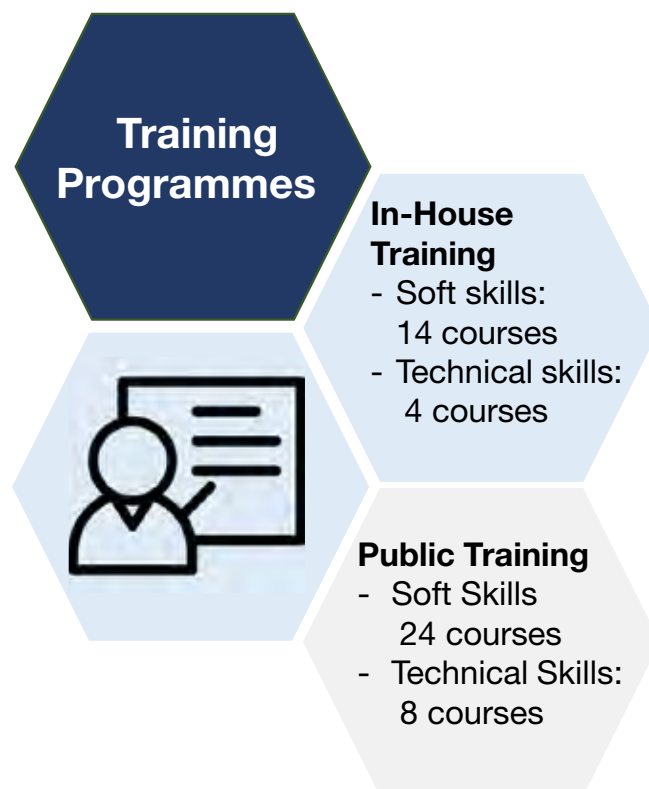 Training
Programmes
In-House
Training
- Soft skills:
14 courses
- Technical skills:
4 courses
Public Training
- Soft Skills
24 courses
- Technical Skills:
8 courses